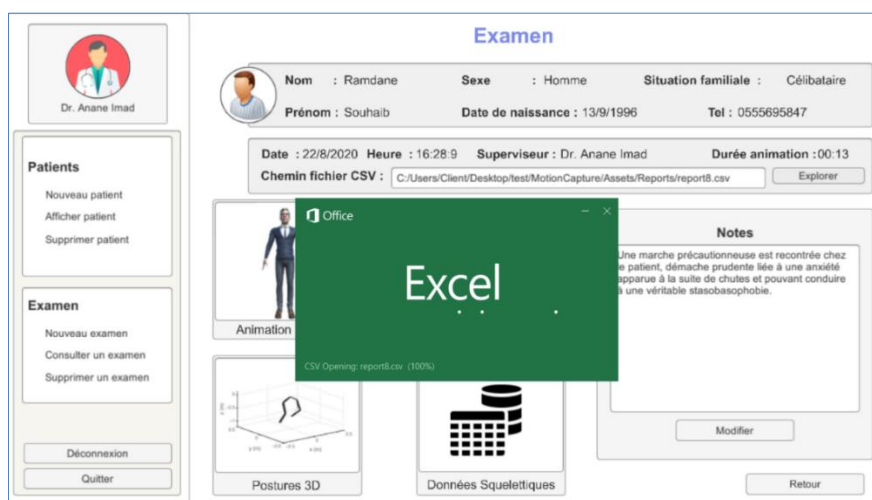 Dr. Anane Imad
Patients
Nouveau patient
Afficher patient
Supprimer patient
Examen
Nouveau examen
Consulter un examen
Supprimer un examen
Déconnexion
Quitter
Examen
Nom : Ramdane Sexe : Homme Situation familiale : Célibataire
Prénom : Souhaib Date de naissance : 13/9/1996 Tel : 0555695847
Date : 22/8/2020 Heure : 16:28:9 Superviseur : Dr. Anane Imad Durée animation :00:13
Chemin fichier CSV : C:/Users/Client/Desktop/test/MotionCapture/Assets/Reports/report8.csv Explorer
Office
Excel
CSV Opening: report8.csv (100%)
Animation
Postures 3D
Données Squelettiques
Notes
Une marche précautionneuse est recontrée chez
le patient, démache prudente liée à une anxiété
apparue à la suite de chutes et pouvant conduire
à une véritable stasobasophobie.
Modifier
Retour